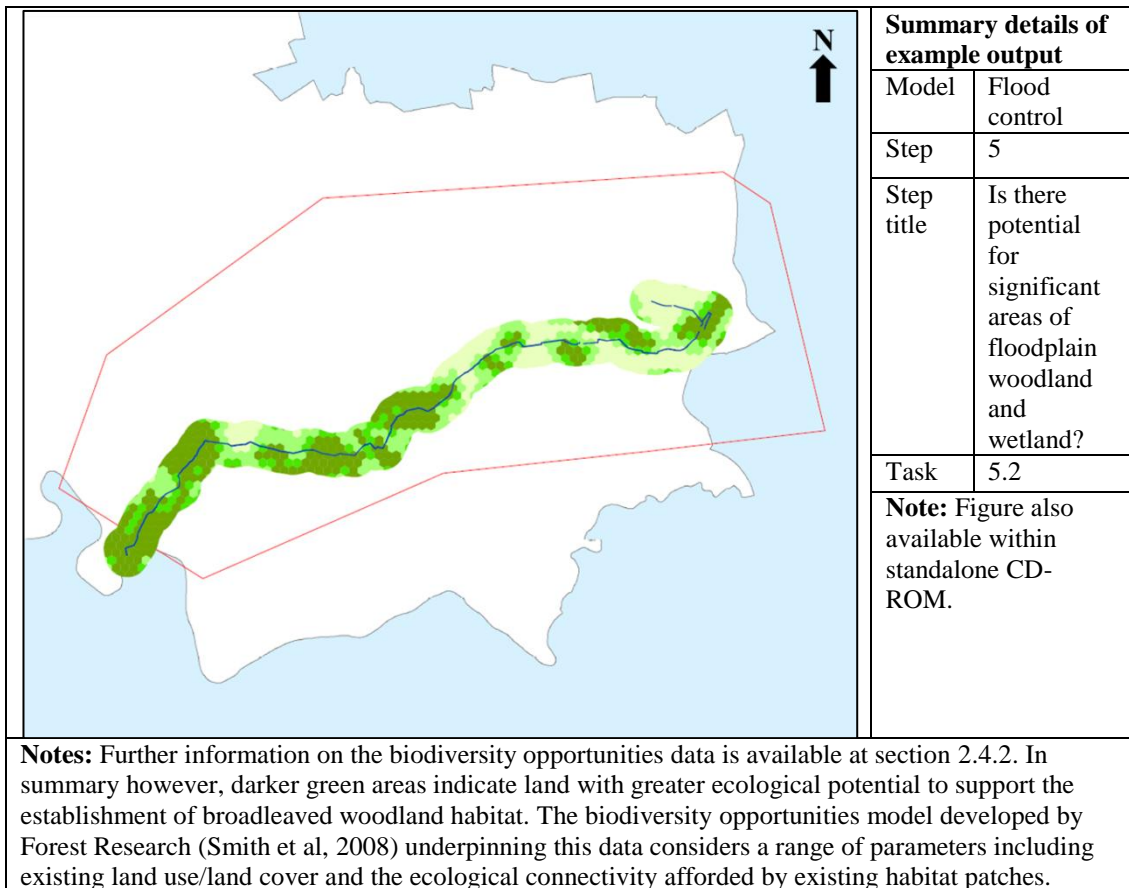 N
Summary details of
example output
Model
Flood
control
Step
5
Step
title
Is there
potential
for
significant
areas of
floodplain
woodland
and
wetland?
Task
5.2
Note: Figure also
available within
standalone CD-
ROM.
Notes: Further information on the biodiversity opportunities data is available at section 2.4.2. In
summary however, darker green areas indicate land with greater ecological potential to support the
establishment of broadleaved woodland habitat. The biodiversity opportunities model developed by
Forest Research (Smith et al, 2008) underpinning this data considers a range of parameters including
existing land use/land cover and the ecological connectivity afforded by existing habitat patches.